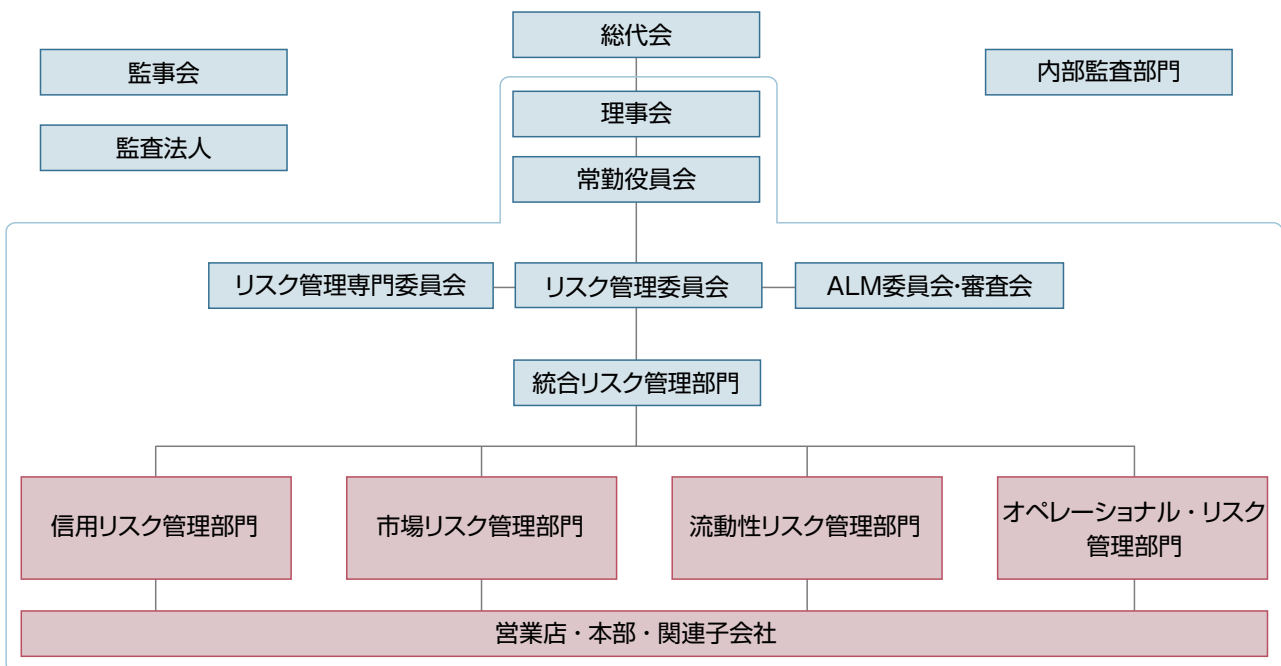 総代会
監事会
内部監査部門
理事会
監査法人
常勤役員会
リスク管理専門委員会
リスク管理委員会
ALM委員会・審査会
統合リスク管理部門
信用リスク管理部門
市場リスク管理部門
流動性リスク管理部門
オペレーショナル・リスク
管理部門
営業店・本部・関連子会社